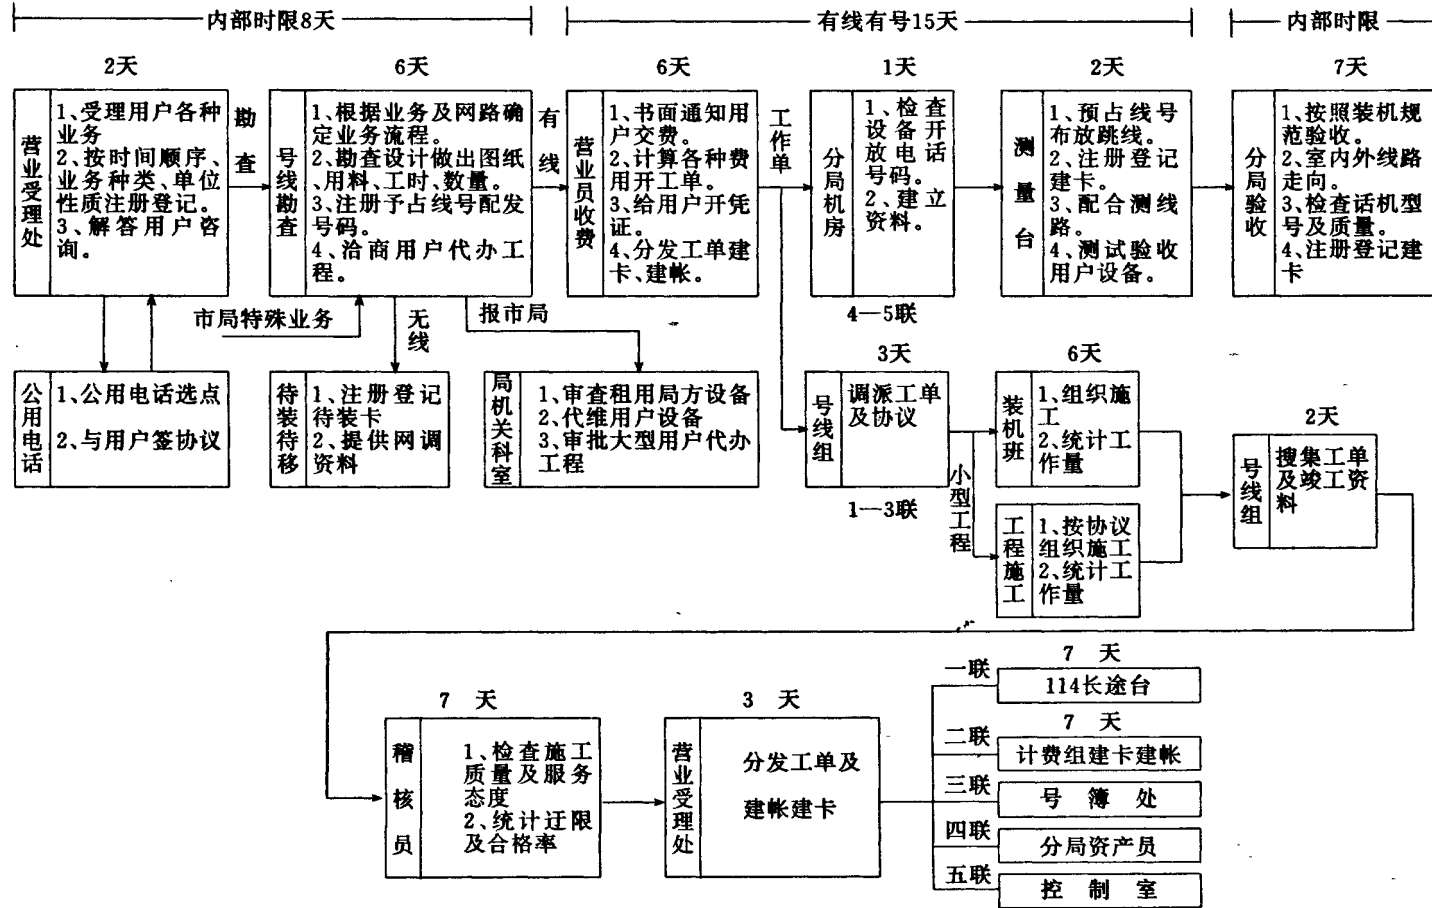 内部时限8天
有线有号15天
内部时限
2天
6天
6天
1天
2天
7天
营业受理处
1、受理用户各种
业务
2、按时间顺序、
业务种类、单位
性质注册登记。
3、解答用户咨
询。
勘查
号线勘查
1、根据业务及网路确
定业务流程。
2、勘查设计做出图纸
、用料、工时、数量。
3、注册予占线号配发
号码。
4、洽商用户代办工
程。
有线
营业员收费
1、书面通知用
户交费。
2、计算各种费
用开工单。
3、给用户开凭
证。
4、分发工单建
卡、建帐。
工作单
分局机房
1、检查
设备开
放电话
号码。
2、建立
资料。
测量台
1、预占线号
布放跳线。
2、注册登记
建卡。
3、配合测线
路。
4、测试验收
用户设备。
分局验收
1、按照装机规
范验收。
2、室内外线路
走向。
3、检查话机型
号及质量。
4、注册登记建
卡
市局特殊业务
无线
报市局
4—5联
公用电话
1、公用电话选点
2、与用户签协议
待装待移
1、注册登记
待装卡
2、提供网调
资料
局机关科室
1、审查租用局方设备
2、代维用户设备
3、审批大型用户代办
工程
3天
号线组
调派工单
及协议
1—3联
小型工程
6天
装机班
1、组织施
工
2、统计工
作量
工程施工
1、按协议
组织施工
2、统计工
作量
2天
号线组
搜集工单
及竣工资
料
7 天
稽核员
1、检查施工
质量及服务
态度
2、统计迂限
及合格率
3 天
营业受理处
分发工单及
建帐建卡
一联
7 天
114长途台
二联
7 天
计费组建卡建帐
三联
号簿处
四联
分局资产员
五联
控制室